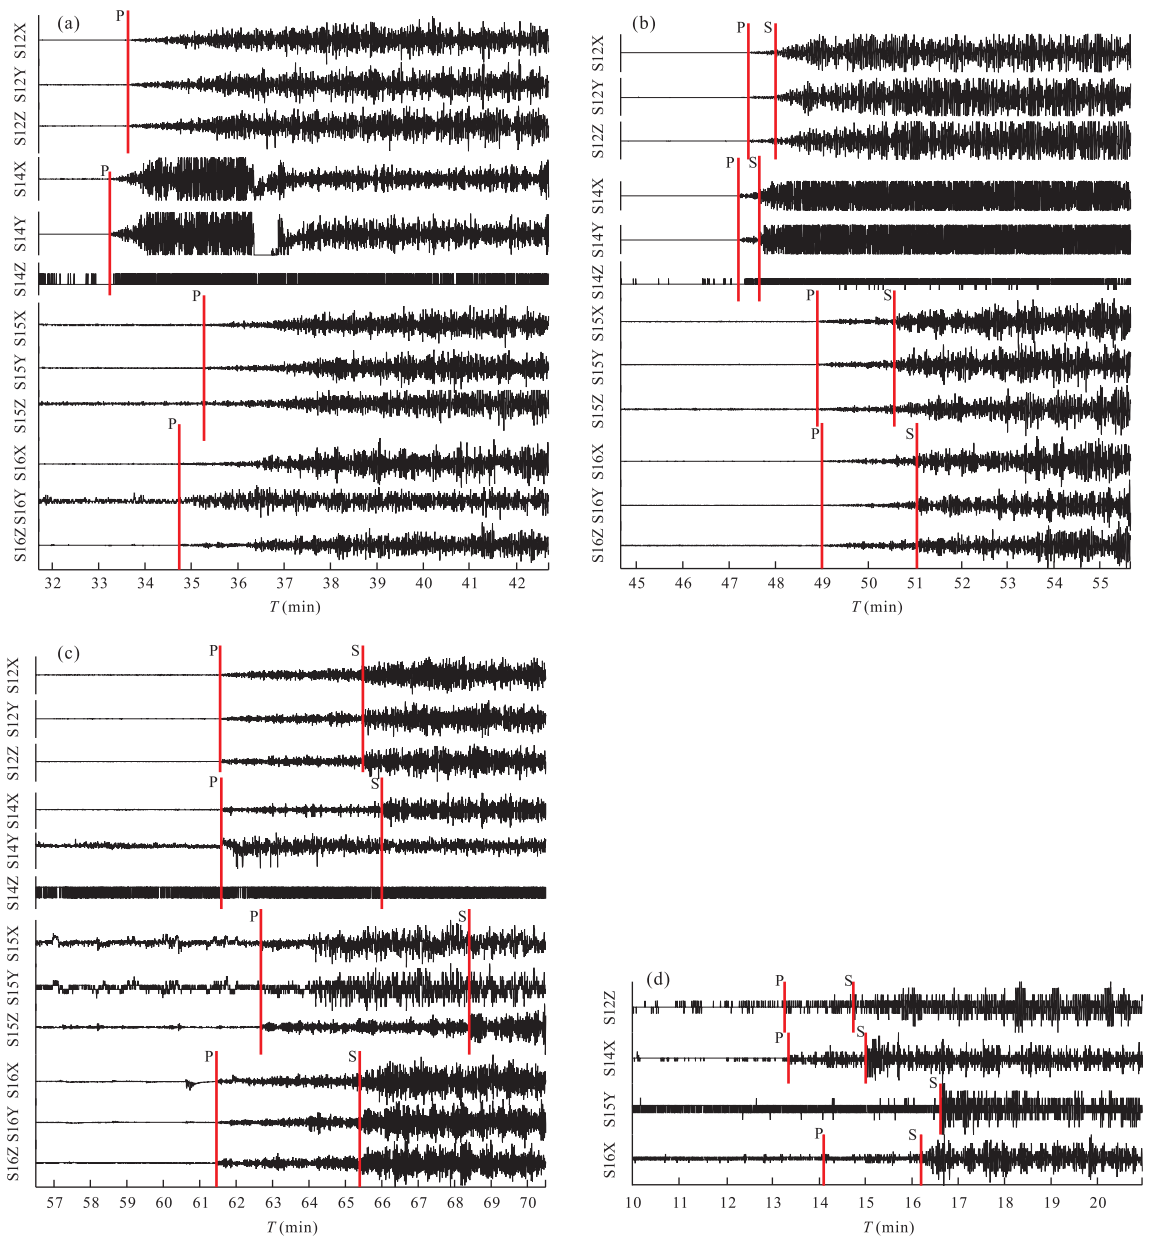 (a)
P
S12X
S12Y
S12Z
P
S14X
S14Y
S14Z
P
S15X
S15Y
S15Z
P
S16X
S16Y
S16Z
32 33 34 35 36 37 38 39 40 41 42
T (min)
(b)
P S
S12X
S12Y
S12Z
P S
S14X
S14Y
S14Z
P S
S15X
S15Y
S15Z
P S
S16X
S16Y
S16Z
45 46 47 48 49 50 51 52 53 54 55
T (min)
(c)
P S
S12X
S12Y
S12Z
P S
S14X
S14Y
S14Z
P S
S15X
S15Y
S15Z
P S
S16X
S16Y
S16Z
57 58 59 60 61 62 63 64 65 66 67 68 69 70
T (min)
(d)
P S
S12Z
P S
S14X
S
S15Y
P S
S16X
10 11 12 13 14 15 16 17 18 19 20
T (min)